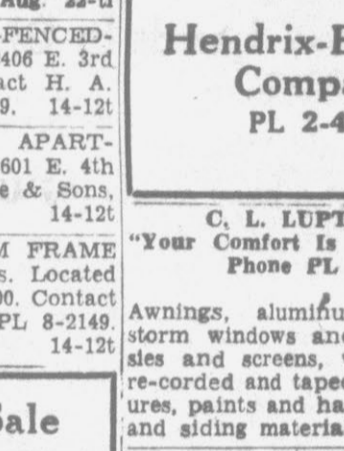 Aug. 22-tf
-FENCED-
406 E. 3rd
act H. A.
9. 14-12t
APART-
601 E. 4th
e & Sons,
14-12t
M FRAME
s. Located
00. Contact
PL 8-2149.
14-12t
Sale
Hendrix-
Comp
PL 2-4
C. L. LUPT
"Your Comfort Is
Phone PL
Awnings, aluminu
storm windows and
sies and screens,
re-corded and tape
ures, paints and ha
and siding materia